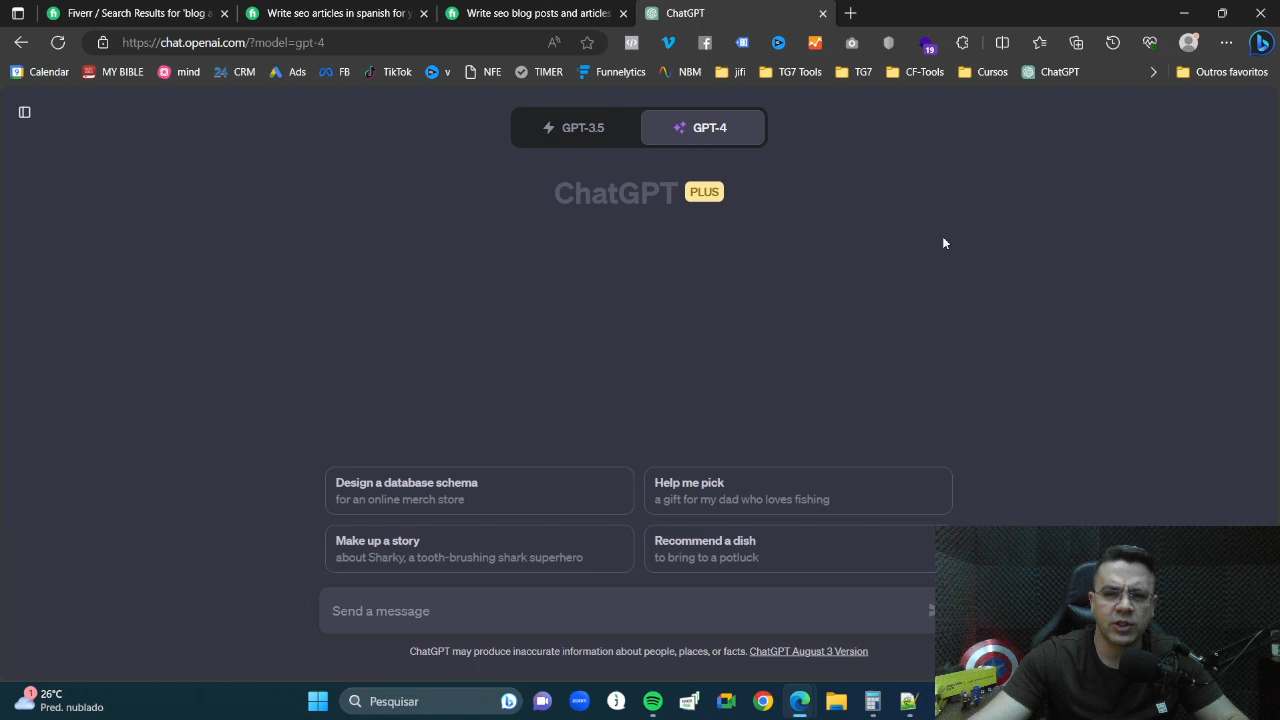 Fiverr / Search Results for 'blog a
Write seo articles in spanish for y
Write seo blog posts and articles
ChatGPT
https://chat.openai.com/?model=gpt-4
19
Calendar
MY BIBLE
mind
CRM
Ads
FB
TikTok
v
NFE
TIMER
Funnelytics
NBM
jifi
TG7 Tools
TG7
CF-Tools
Cursos
ChatGPT
Outros favoritos
GPT-3.5
GPT-4
ChatGPT PLUS
Design a database schema
for an online merch store
Help me pick
a gift for my dad who loves fishing
Make up a story
about Sharky, a tooth-brushing shark superhero
Recommend a dish
to bring to a potluck
Send a message
ChatGPT may produce inaccurate information about people, places, or facts. ChatGPT August 3 Version
1
26°C
Pred. nublado
Pesquisar
zoom